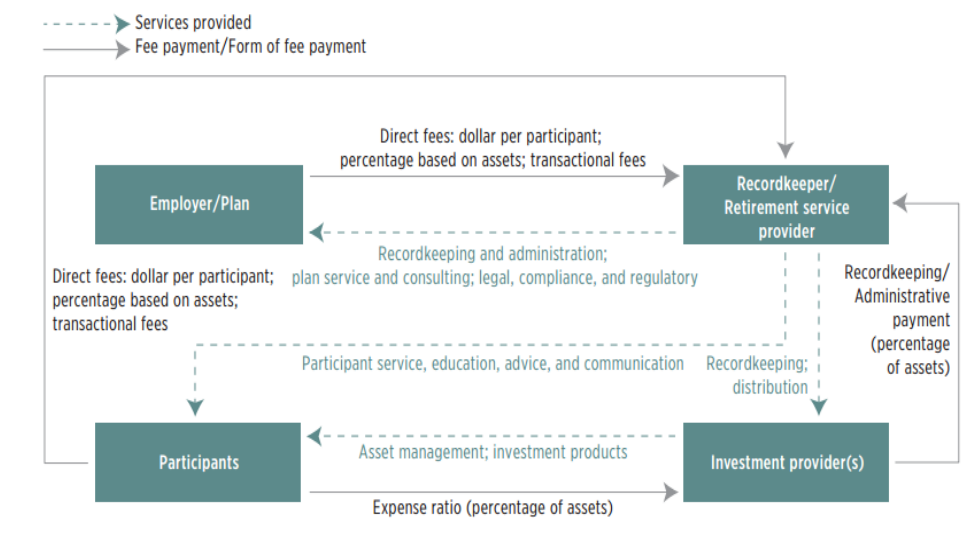 Services provided
Fee payment/Form of fee payment
Direct fees: dollar per participant;
percentage based on assets; transactional fees
Employer/Plan
Recordkeeper/
Retirement service
provider
Recordkeeping and administration;
plan service and consulting; legal, compliance, and regulatory
Direct fees: dollar per participant;
percentage based on assets;
transactional fees
Recordkeeping/
Administrative
payment
(percentage
of assets)
Participant service, education, advice, and communication
Recordkeeping;
distribution
Participants
Asset management; investment products
Investment provider(s)
Expense ratio (percentage of assets)